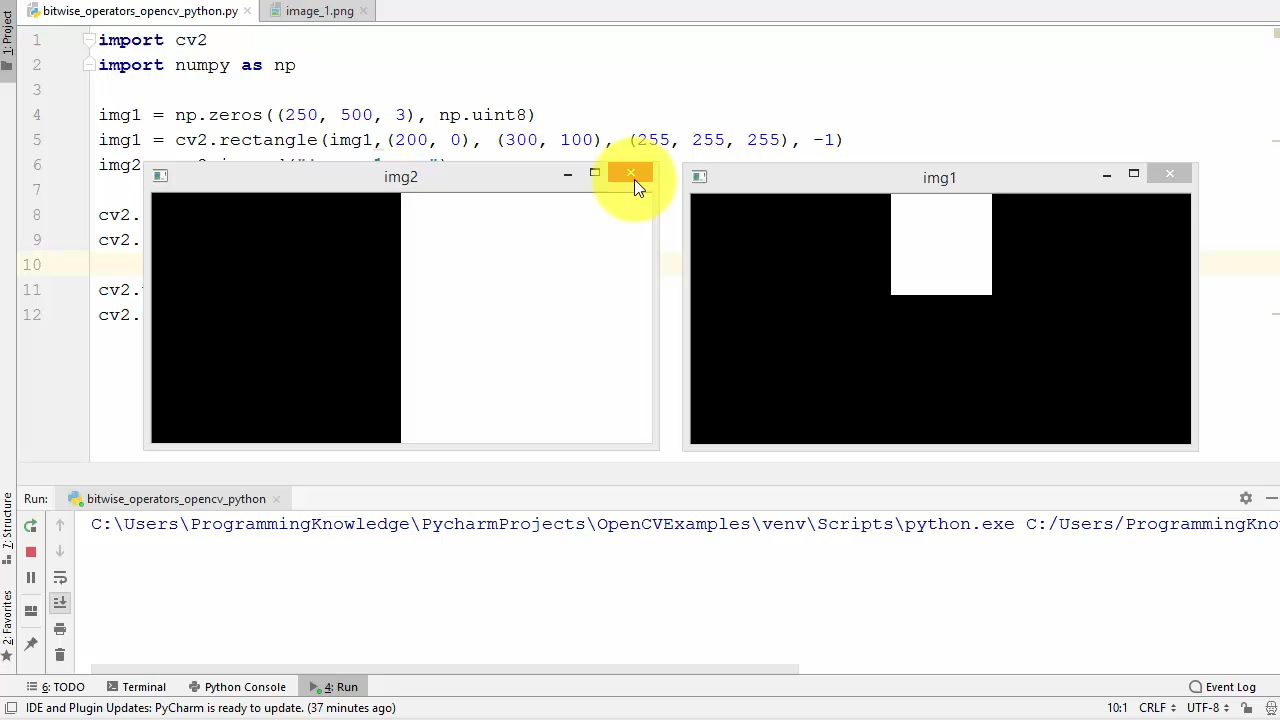 bitwise_operators_opencv_python.py image_1.png
1: Project
1 import cv2
2 import numpy as np
3
4 img1 = np.zeros((250, 500, 3), np.uint8)
5 img1 = cv2.rectangle(img1,(200, 0), (300, 100), (255, 255, 255), -1)
6 img2
7
8 cv2.
9 cv2.
10
11 cv2.
12 cv2.
img2
img1
7: Structure
2: Favorites
Run: bitwise_operators_opencv_python
C:\Users\ProgrammingKnowledge\PycharmProjects\OpenCVExamples\venv\Scripts\python.exe C:/Users/ProgrammingKno
6: TODO Terminal Python Console 4: Run Event Log
IDE and Plugin Updates: PyCharm is ready to update. (37 minutes ago) 10:1 CRLF UTF-8